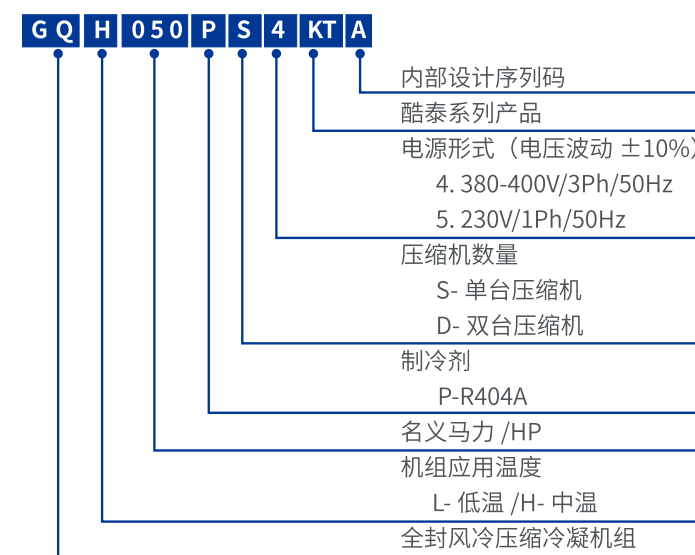 GQ H 050 P S 4 KT A
内部设计序列码
酷泰系列产品
电源形式（电压波动 ±10%）
4. 380-400V/3Ph/50Hz
5. 230V/1Ph/50Hz
压缩机数量
S- 单台压缩机
D- 双台压缩机
制冷剂
P-R404A
名义马力 /HP
机组应用温度
L- 低温 /H- 中温
全封风冷压缩冷凝机组